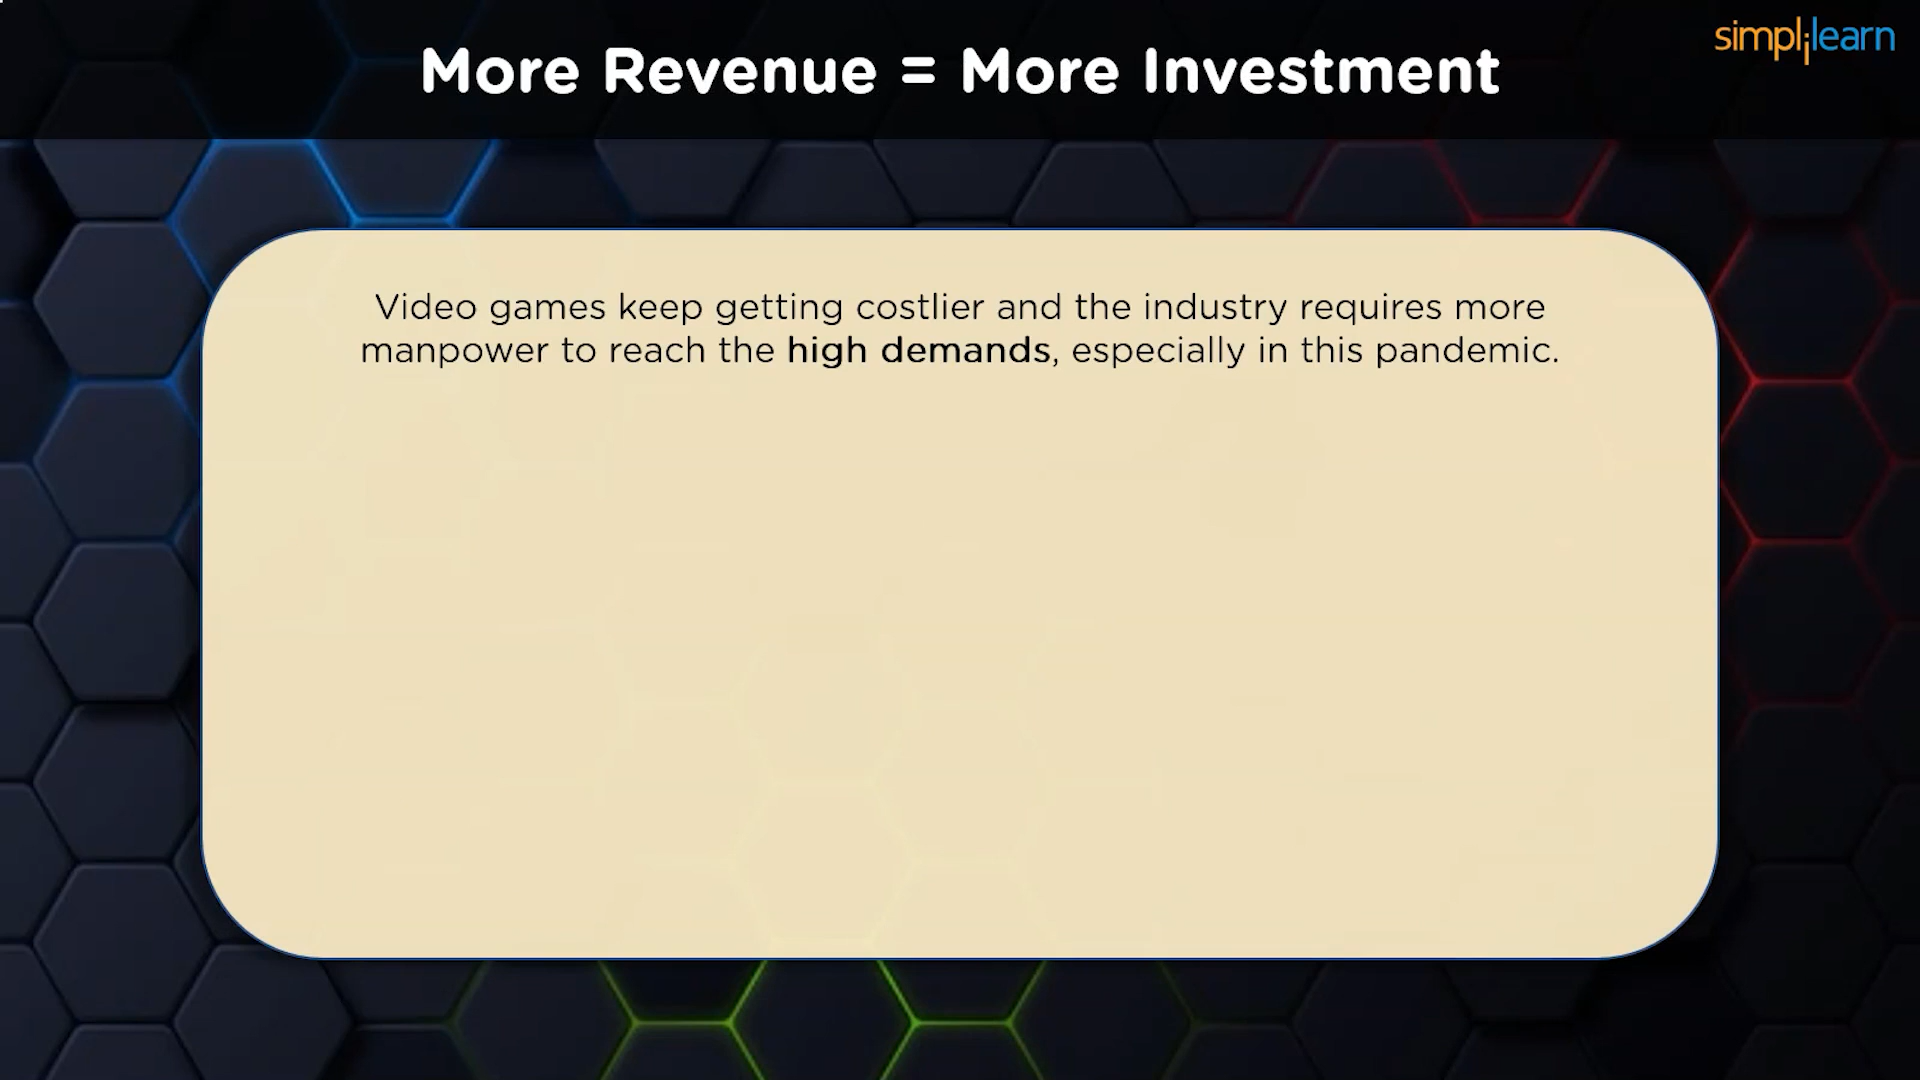 simplilearn
More Revenue = More Investment
Video games keep getting costlier and the industry requires more
manpower to reach the high demands, especially in this pandemic.